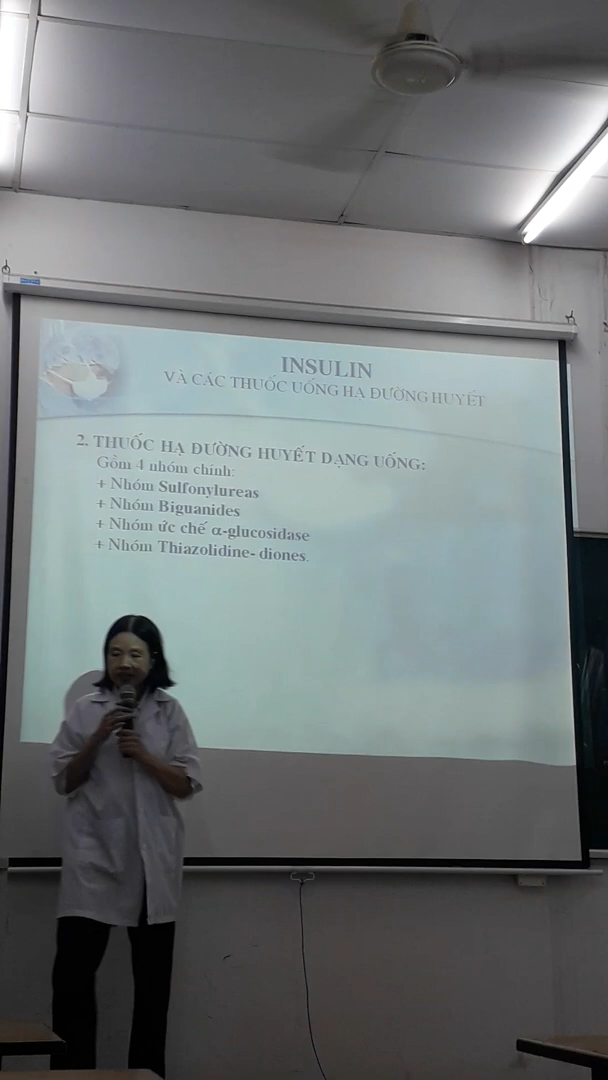 INSULIN
VÀ CÁC THUỐC UỐNG HẠ ĐƯỜNG HUYẾT
2. THUỐC HẠ ĐƯỜNG HUYẾT DẠNG UỐNG:
Gồm 4 nhóm chính:
+ Nhóm Sulfonylureas
+ Nhóm Biguanides
+ Nhóm ức chế α-glucosidase
+ Nhóm Thiazolidine- diones.